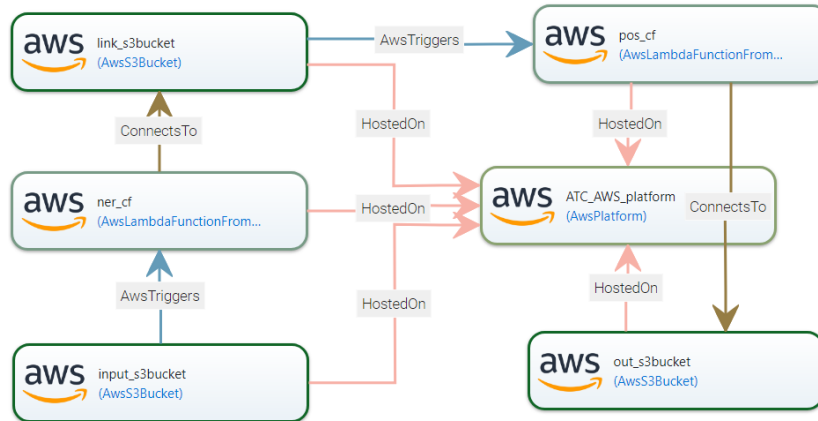 aws
link_s3bucket
(AwsS3Bucket)
AwsTriggers
aws
pos_cf
(AwsLambdaFunctionFrom...
HostedOn
HostedOn
ConnectsTo
aws
ner_cf
(AwsLambdaFunctionFrom...
HostedOn
aws
ATC_AWS_platform
(AwsPlatform)
ConnectsTo
AwsTriggers
HostedOn
HostedOn
aws
input_s3bucket
(AwsS3Bucket)
aws
out_s3bucket
(AwsS3Bucket)